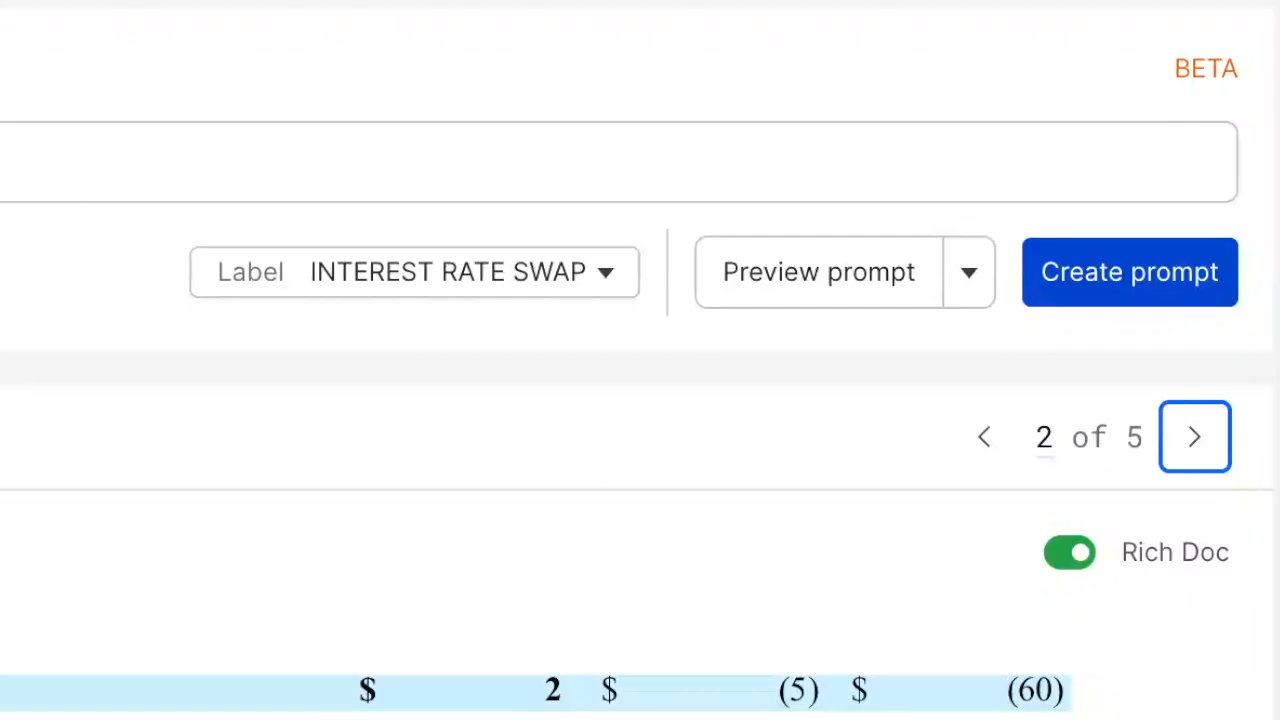 BETA
Label INTEREST RATE SWAP Preview prompt Create prompt
2 of 5
Rich Doc
$ 2 $ (5) $ (60)